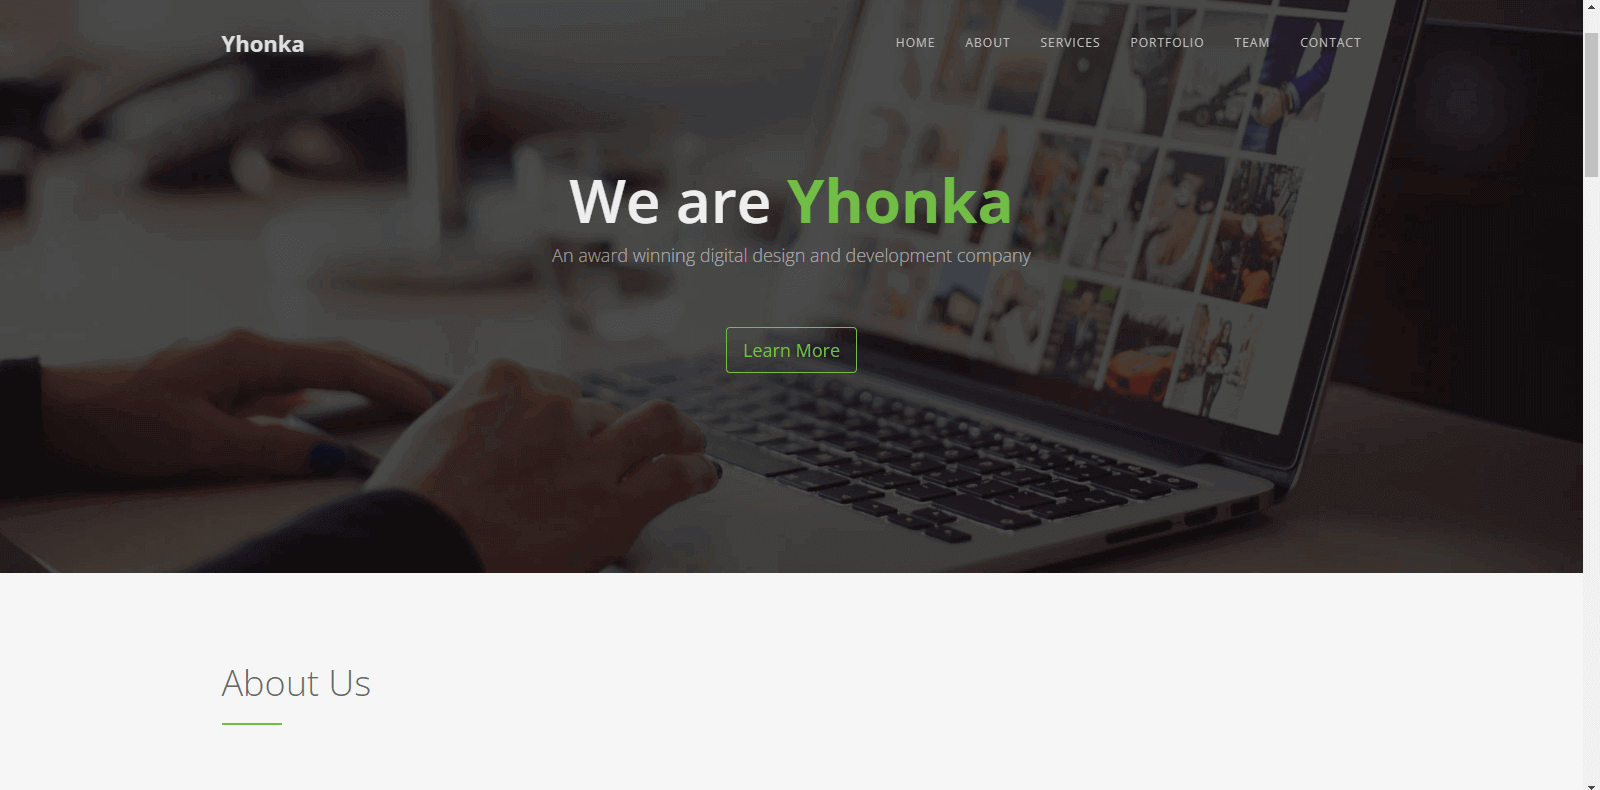 Yhonka
HOME ABOUT SERVICES PORTFOLIO TEAM CONTACT
We are Yhonka
An award winning digital design and development company
Learn More
About Us